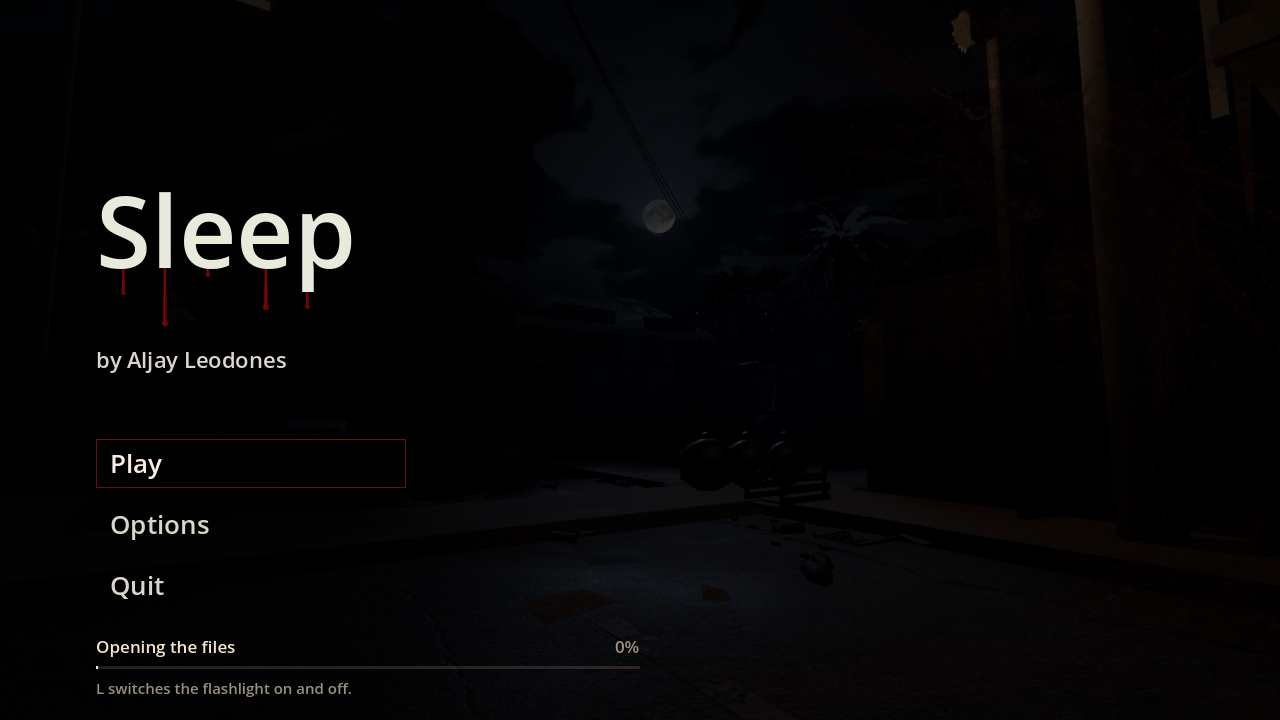 Sleep
by Aljay Leodones
Play
Options
Quit
Opening the files 0%
L switches the flashlight on and off.